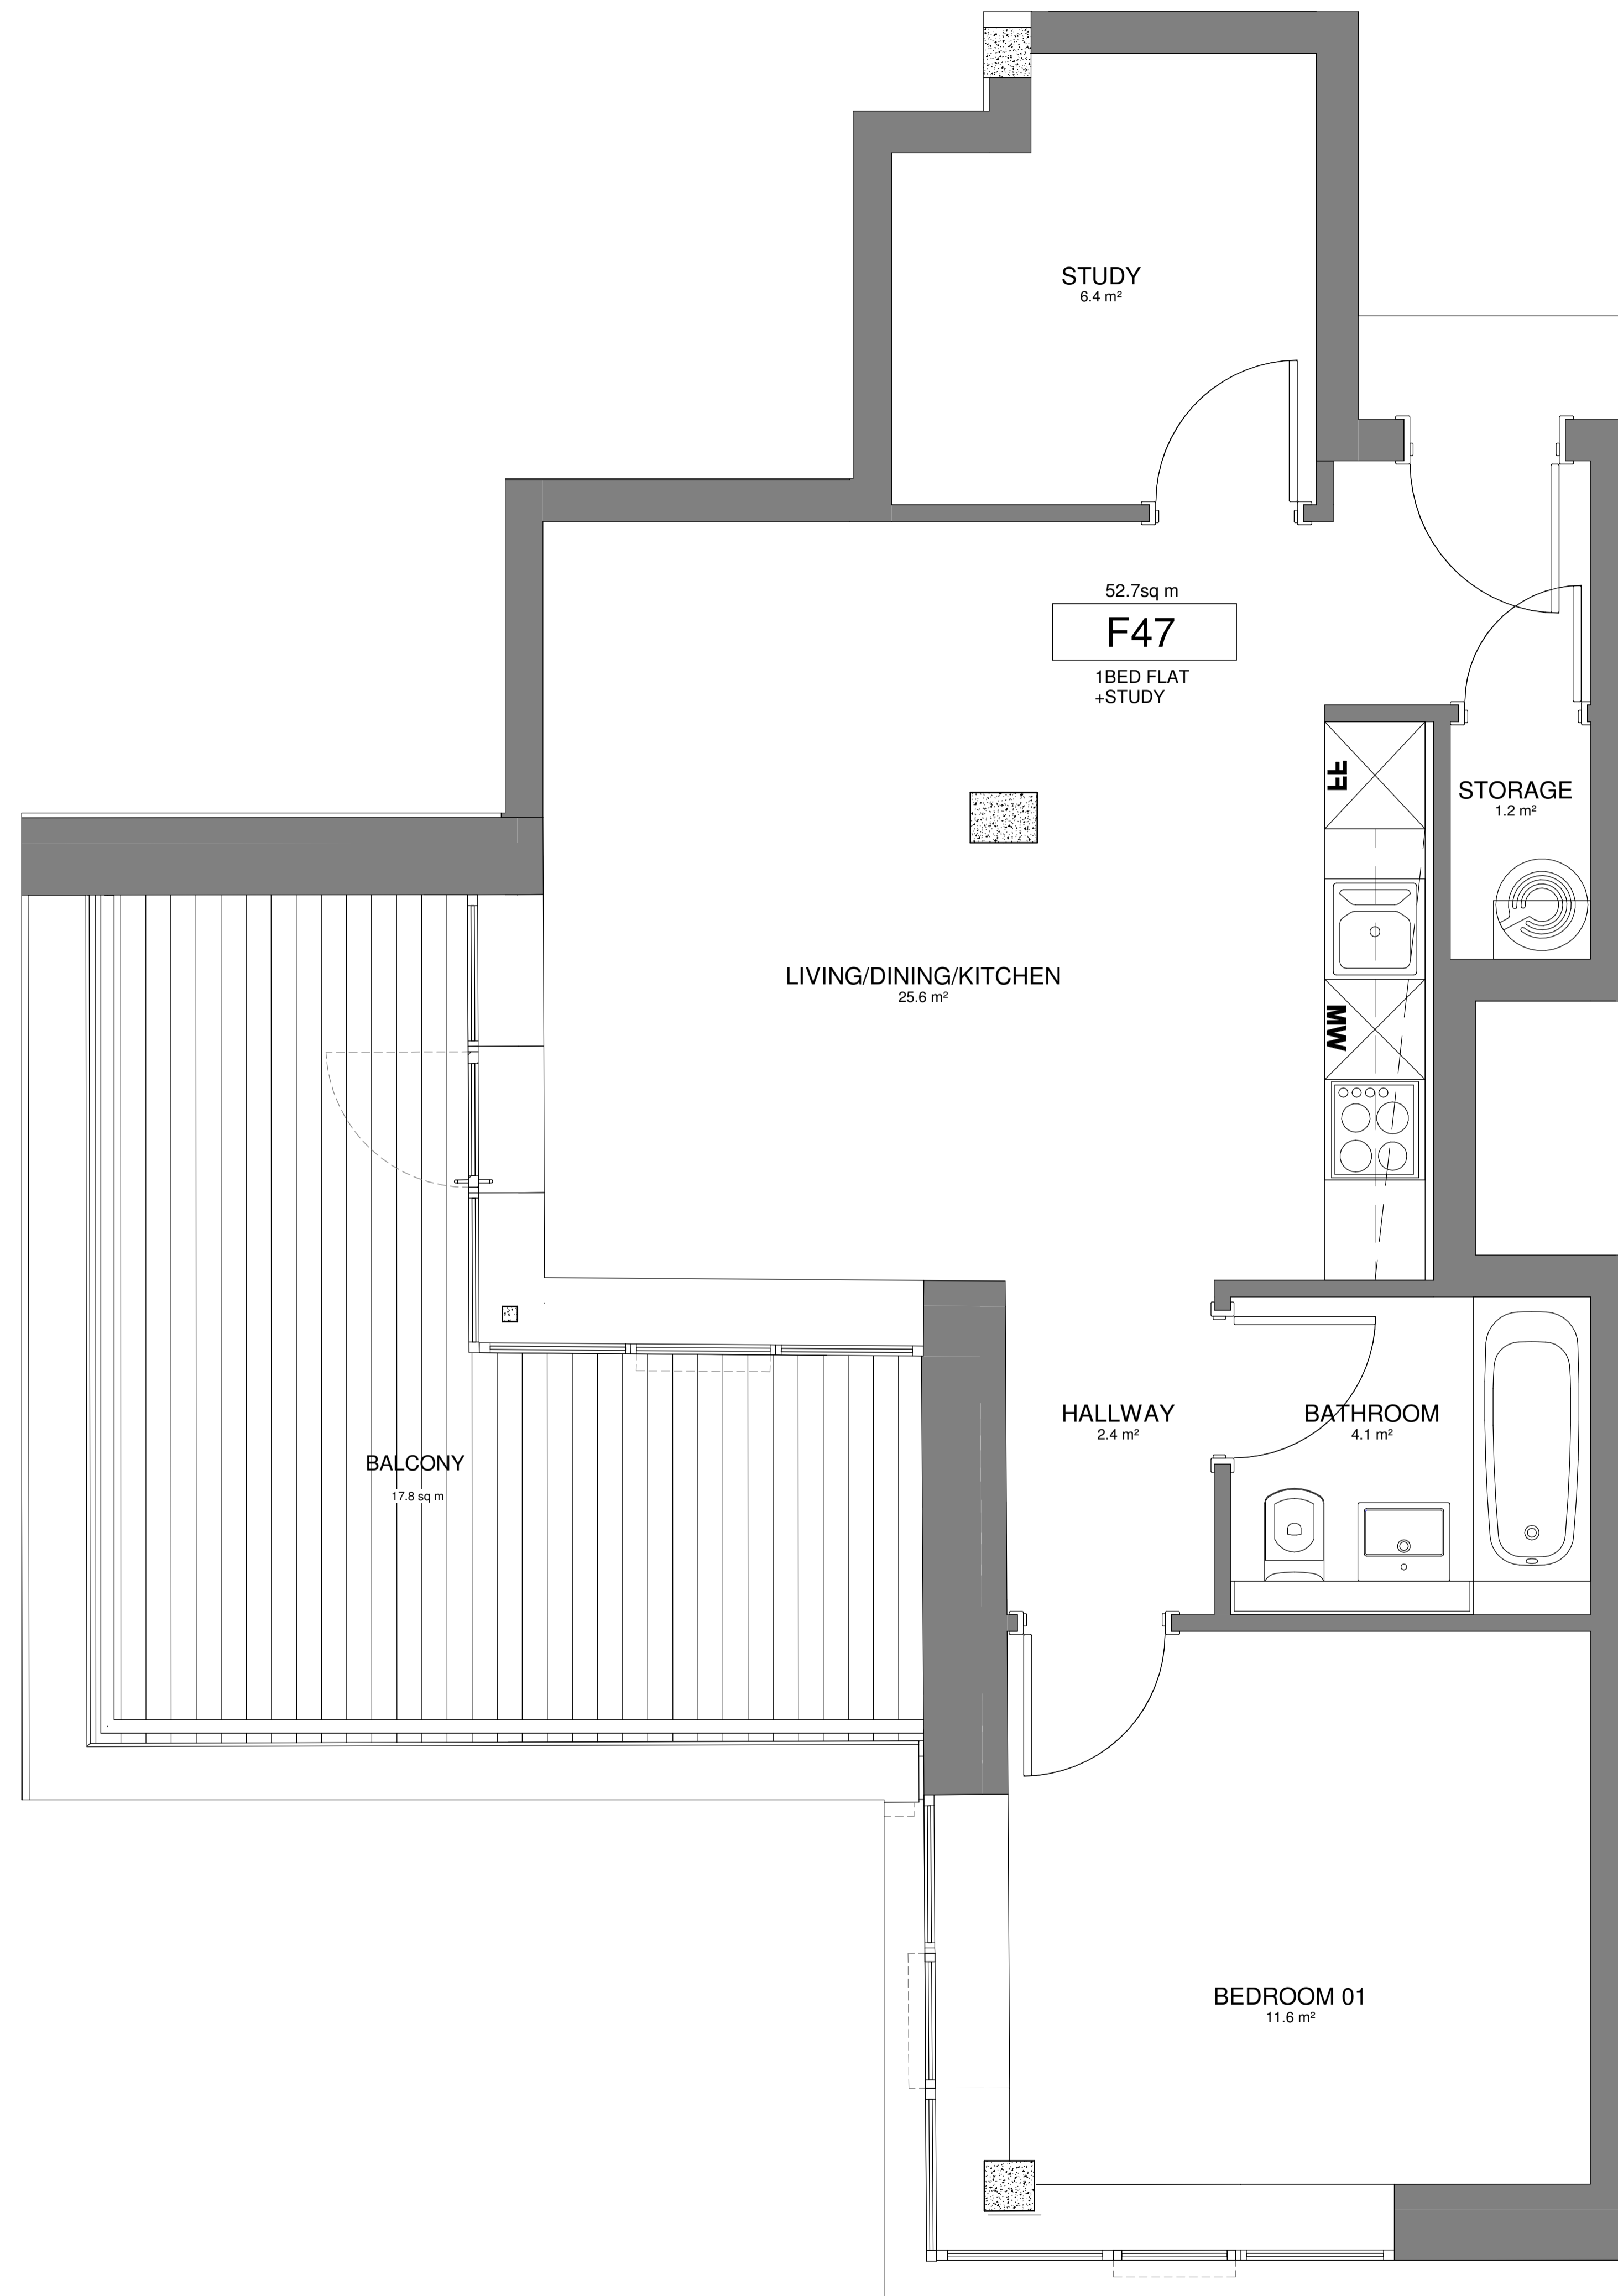 STUDY
6.4 m²
52.7sq m
F47
1BED FLAT
+STUDY
FF
STORAGE
1.2 m²
LIVING/DINING/KITCHEN
25.6 m²
MW
HALLWAY
2.4 m²
BATHROOM
4.1 m²
BALCONY
17.8 sq m
BEDROOM 01
11.6 m²